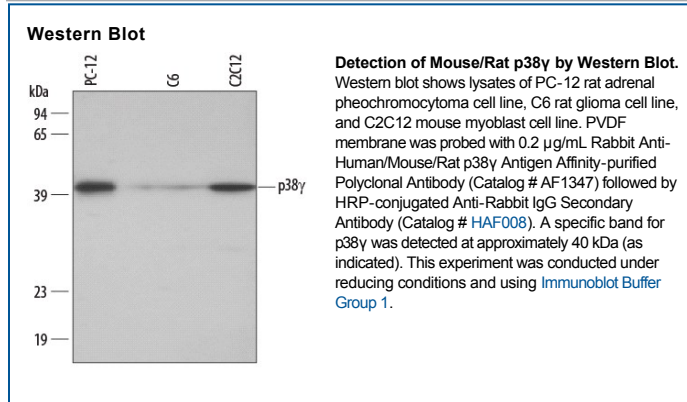 Western Blot
PC-12
C6
C2C12
kDa
94
65
39
23
19
p38γ
Detection of Mouse/Rat p38γ by Western Blot.
Western blot shows lysates of PC-12 rat adrenal
pheochromocytoma cell line, C6 rat glioma cell line,
and C2C12 mouse myoblast cell line. PVDF
membrane was probed with 0.2 µg/mL Rabbit Anti-
Human/Mouse/Rat p38γ Antigen Affinity-purified
Polyclonal Antibody (Catalog # AF1347) followed by
HRP-conjugated Anti-Rabbit IgG Secondary
Antibody (Catalog # HAF008). A specific band for
p38γ was detected at approximately 40 kDa (as
indicated). This experiment was conducted under
reducing conditions and using Immunoblot Buffer
Group 1.